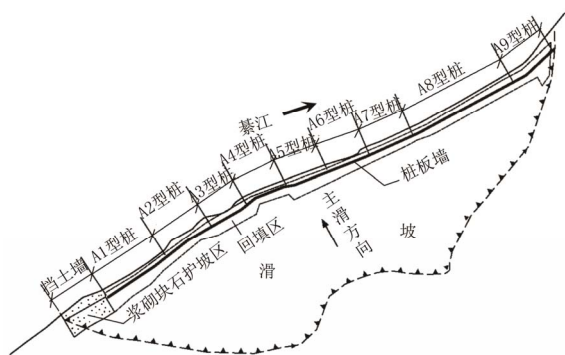 A9型桩
A8型桩
綦江
A7型桩
A6型桩
A5型桩
A4型桩
A3型桩
A2型桩
A1型桩
挡土墙
桩板墙
主滑方向
回填区
浆砌块石护坡区
滑
坡